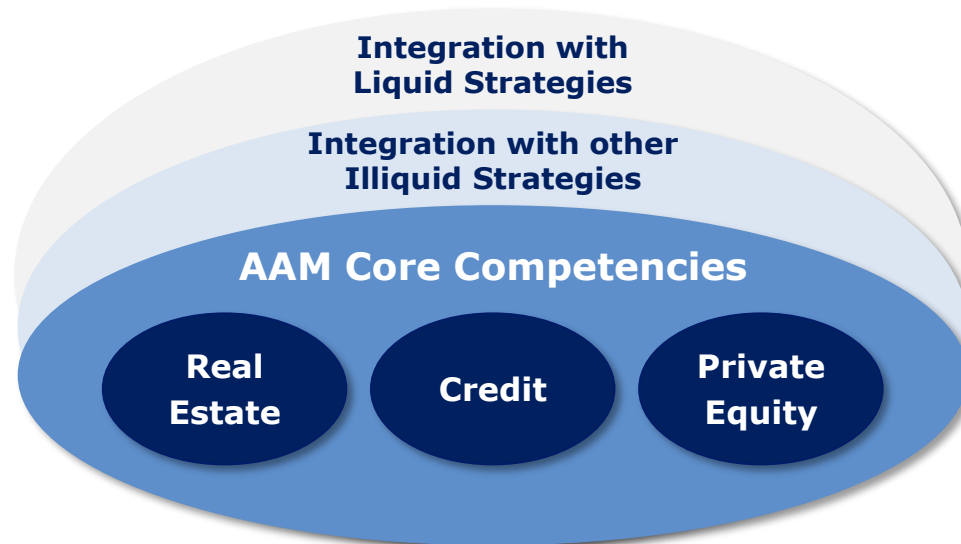 Integration with
Liquid Strategies
Integration with other
Illiquid Strategies
AAM Core Competencies
Real
Estate
Credit
Private
Equity